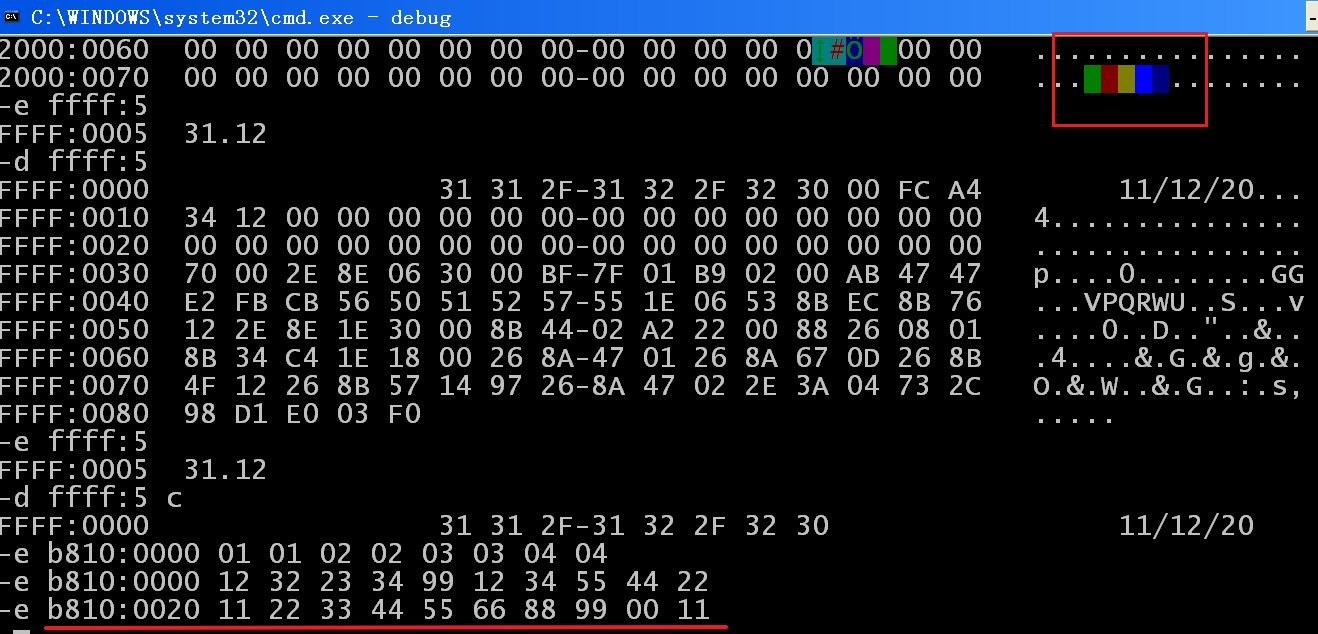 C:\WINDOWS\system32\cmd.exe - debug
2000:0060  00 00 00 00 00 00 00 00-00 00 00 00 0↕#Ö 00 00  ................
2000:0070  00 00 00 00 00 00 00 00-00 00 00 00 00 00 00 00  ... ........
-e ffff:5
FFFF:0005  31.12
-d ffff:5
FFFF:0000                 31 31 2F-31 32 2F 32 30 00 FC A4       11/12/20...
FFFF:0010  34 12 00 00 00 00 00 00-00 00 00 00 00 00 00 00  4...............
FFFF:0020  00 00 00 00 00 00 00 00-00 00 00 00 00 00 00 00  ................
FFFF:0030  70 00 2E 8E 06 30 00 BF-7F 01 B9 02 00 AB 47 47  p....0........GG
FFFF:0040  E2 FB CB 56 50 51 52 57-55 1E 06 53 8B EC 8B 76  ...VPQRWU..S...v
FFFF:0050  12 2E 8E 1E 30 00 8B 44-02 A2 22 00 88 26 08 01  ....0..D.."..&..
FFFF:0060  8B 34 C4 1E 18 00 26 8A-47 01 26 8A 67 0D 26 8B  .4....&.G.&.g.&.
FFFF:0070  4F 12 26 8B 57 14 97 26-8A 47 02 2E 3A 04 73 2C  O.&.W..&.G..:.s,
FFFF:0080  98 D1 E0 03 F0  .....
-e ffff:5
FFFF:0005  31.12
-d ffff:5 c
FFFF:0000                 31 31 2F-31 32 2F 32 30       11/12/20
-e b810:0000 01 01 02 02 03 03 04 04
-e b810:0000 12 32 23 34 99 12 34 55 44 22
-e b810:0020 11 22 33 44 55 66 88 99 00 11